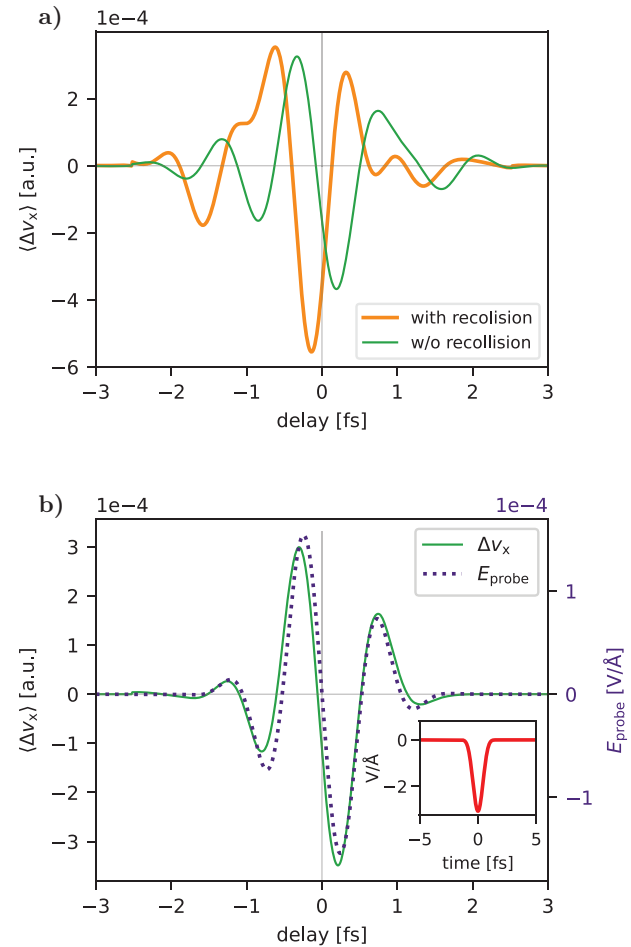 a)
1e−4
2
0
−2
−4
−6
⟨Δvx⟩ [a.u.]
with recolision
w/o recollision
−3 −2 −1 0 1 2 3
delay [fs]
b)
1e−4 1e−4
3
2
1
0
−1
−2
−3
⟨Δvx⟩ [a.u.]
Δvx
Eprobe
1
0
−1
Eprobe [V/Å]
0
−2
V/Å
−5 0 5
time [fs]
−3 −2 −1 0 1 2 3
delay [fs]